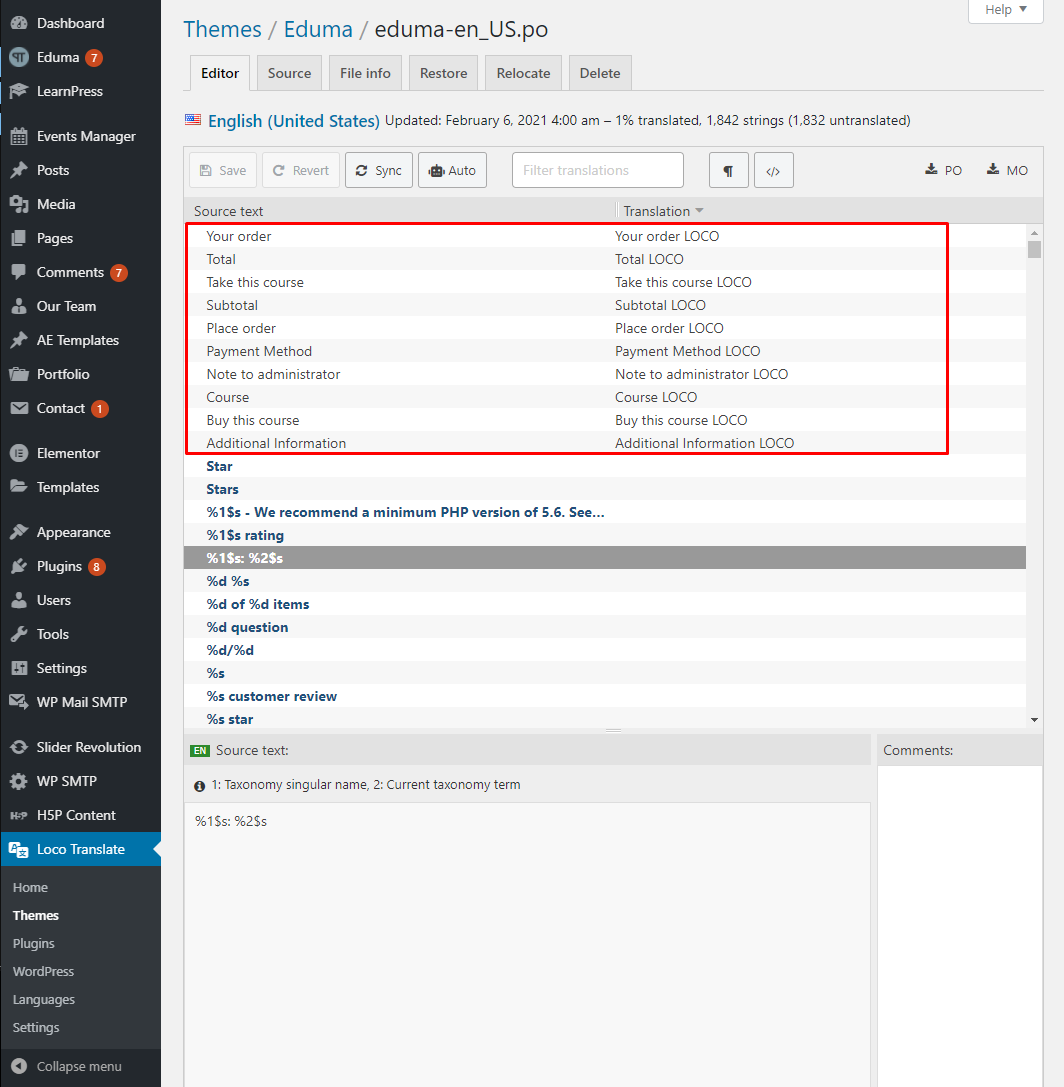 Dashboard
Eduma 7
LearnPress
Events Manager
Posts
Media
Pages
Comments 7
Our Team
AE Templates
Portfolio
Contact 1
Elementor
Templates
Appearance
Plugins 8
Users
Tools
Settings
WP Mail SMTP
Slider Revolution
WP SMTP
H5P H5P Content
Loco Translate
Home
Themes
Plugins
WordPress
Languages
Settings
Collapse menu
Help
Themes / Eduma / eduma-en_US.po
Editor Source File info Restore Relocate Delete
English (United States) Updated: February 6, 2021 4:00 am – 1% translated, 1,842 strings (1,832 untranslated)
Save Revert Sync Auto Filter translations ¶ </> PO MO
Source text Translation
Your order Your order LOCO
Total Total LOCO
Take this course Take this course LOCO
Subtotal Subtotal LOCO
Place order Place order LOCO
Payment Method Payment Method LOCO
Note to administrator Note to administrator LOCO
Course Course LOCO
Buy this course Buy this course LOCO
Additional Information Additional Information LOCO
Star
Stars
%1$s - We recommend a minimum PHP version of 5.6. See...
%1$s rating
%1$s: %2$s
%d %s
%d of %d items
%d question
%d/%d
%s
%s customer review
%s star
EN Source text: Comments:
1: Taxonomy singular name, 2: Current taxonomy term
%1$s: %2$s